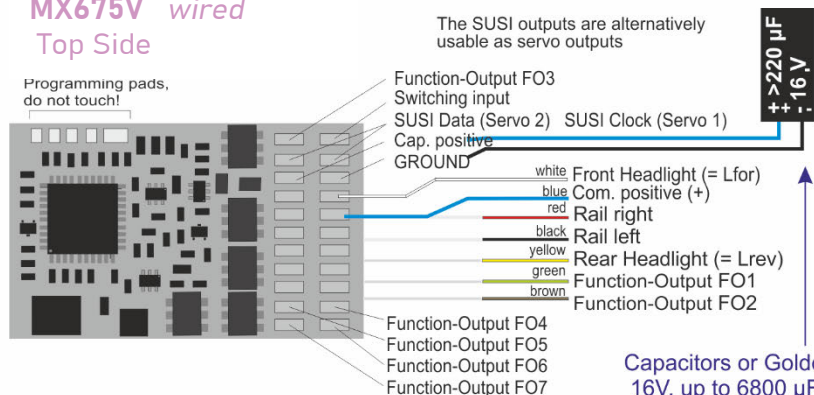 MX675V wired
Top Side
Programming pads,
do not touch!
The SUSI outputs are alternatively
usable as servo outputs
++ >220 µF
- - 16 V
Function-Output FO3
Switching input
SUSI Data (Servo 2) SUSI Clock (Servo 1)
Cap. positive
GROUND
white Front Headlight (= Lfor)
blue Com. positive (+)
red Rail right
black Rail left
yellow Rear Headlight (= Lrev)
green Function-Output FO1
brown Function-Output FO2
Function-Output FO4
Function-Output FO5
Function-Output FO6
Function-Output FO7
Capacitors or Golde
16V, up to 6800 µF